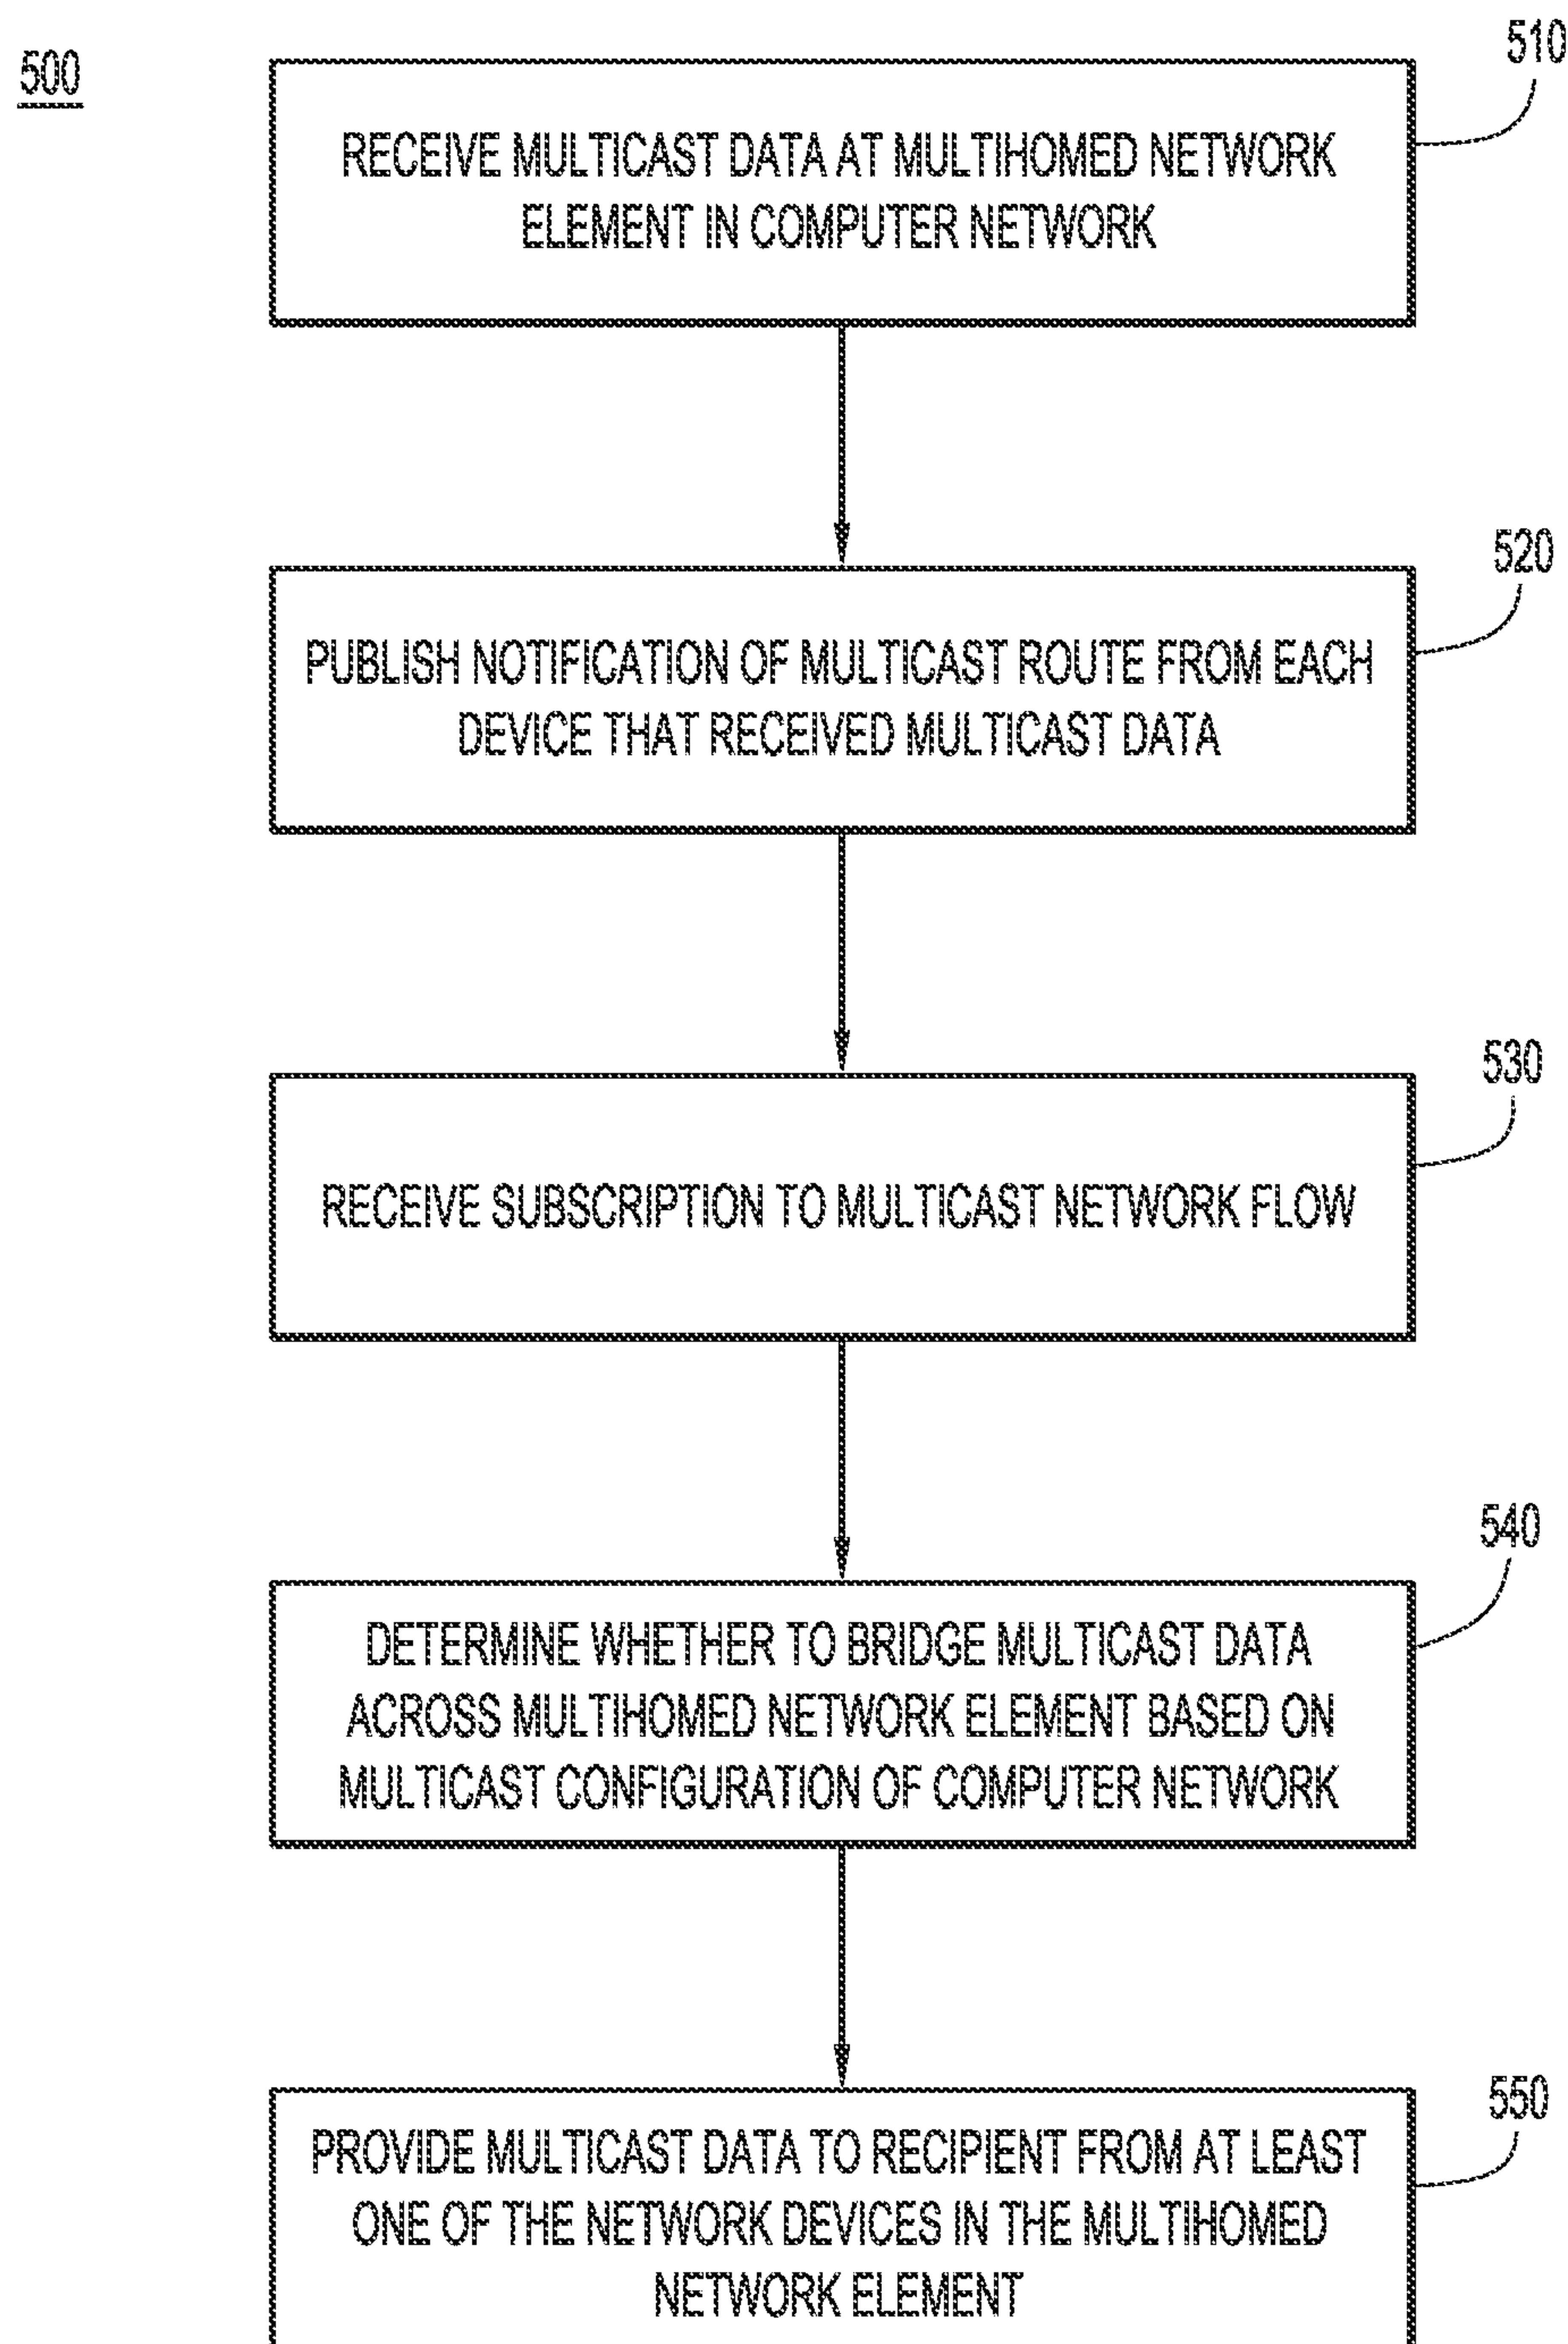 500
510
RECEIVE MULTICAST DATA AT MULTIHOMED NETWORK
ELEMENT IN COMPUTER NETWORK
520
PUBLISH NOTIFICATION OF MULTICAST ROUTE FROM EACH
DEVICE THAT RECEIVED MULTICAST DATA
530
RECEIVE SUBSCRIPTION TO MULTICAST NETWORK FLOW
540
DETERMINE WHETHER TO BRIDGE MULTICAST DATA
ACROSS MULTIHOMED NETWORK ELEMENT BASED ON
MULTICAST CONFIGURATION OF COMPUTER NETWORK
550
PROVIDE MULTICAST DATA TO RECIPIENT FROM AT LEAST
ONE OF THE NETWORK DEVICES IN THE MULTIHOMED
NETWORK ELEMENT